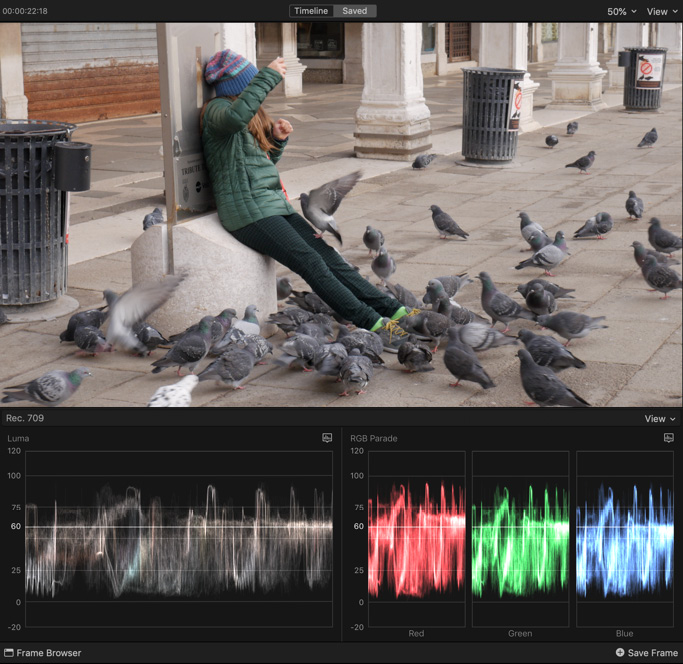 00:00:22:18
Timeline
Saved
50%
View
TRIBUTE
Rec. 709
View
Luma
RGB Parade
120
100
75
60
25
0
-20
120
100
75
60
25
0
-20
Red
Green
Blue
Frame Browser
Save Frame